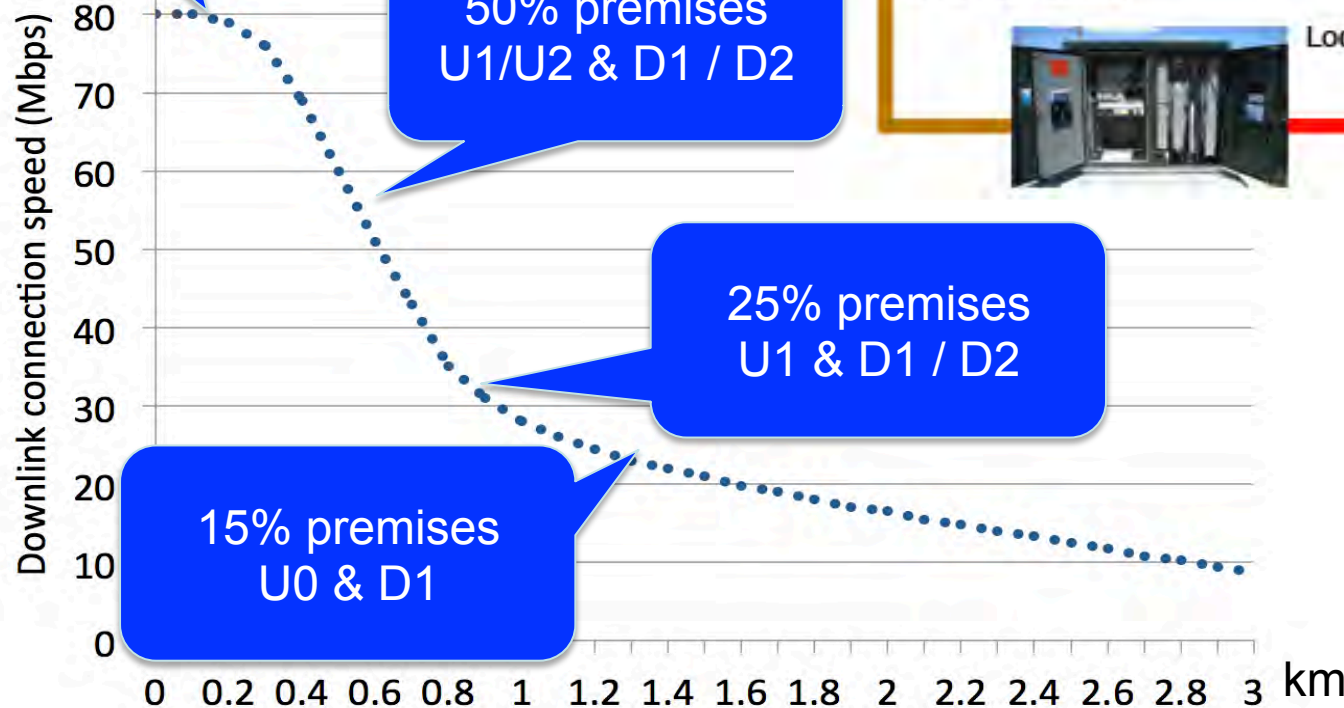 Downlink connection speed (Mbps)
80
70
60
50
40
30
20
10
0
50% premises
U1/U2 & D1 / D2
25% premises
U1 & D1 / D2
15% premises
U0 & D1
0 0.2 0.4 0.6 0.8 1 1.2 1.4 1.6 1.8 2 2.2 2.4 2.6 2.8 3 km